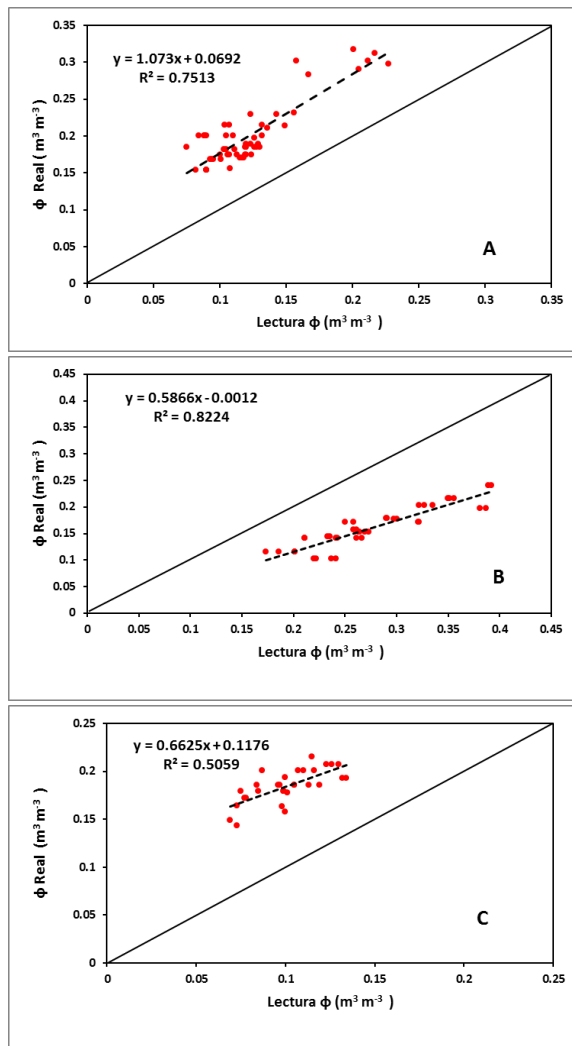 0.35
y = 1.073x + 0.0692
R² = 0.7513
0.3
0.25
0.2
0.15
0.1
0.05
0
ϕ Real ( m³ m⁻³)
A
0 0.05 0.1 0.15 0.2 0.25 0.3 0.35
Lectura ϕ (m³ m⁻³ )
0.45
y = 0.5866x - 0.0012
R² = 0.8224
0.4
0.35
0.3
0.25
0.2
0.15
0.1
0.05
0
ϕ Real (m³ m⁻³)
B
0 0.05 0.1 0.15 0.2 0.25 0.3 0.35 0.4 0.45
Lectura ϕ (m³ m⁻³ )
0.25
y = 0.6625x + 0.1176
R² = 0.5059
0.2
0.15
0.1
0.05
0
ϕ Real (m³ m⁻³)
C
0 0.05 0.1 0.15 0.2 0.25
Lectura ϕ (m³ m⁻³ )